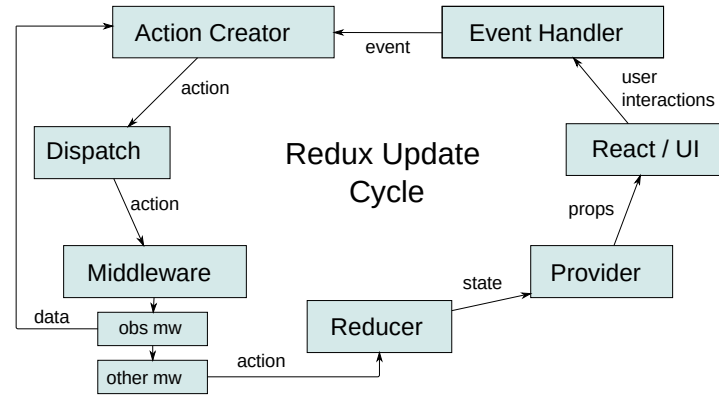 Action Creator
Event Handler
event
action
user
interactions
Dispatch
Redux Update
Cycle
React / UI
action
props
Middleware
Provider
state
data
obs mw
Reducer
other mw
action